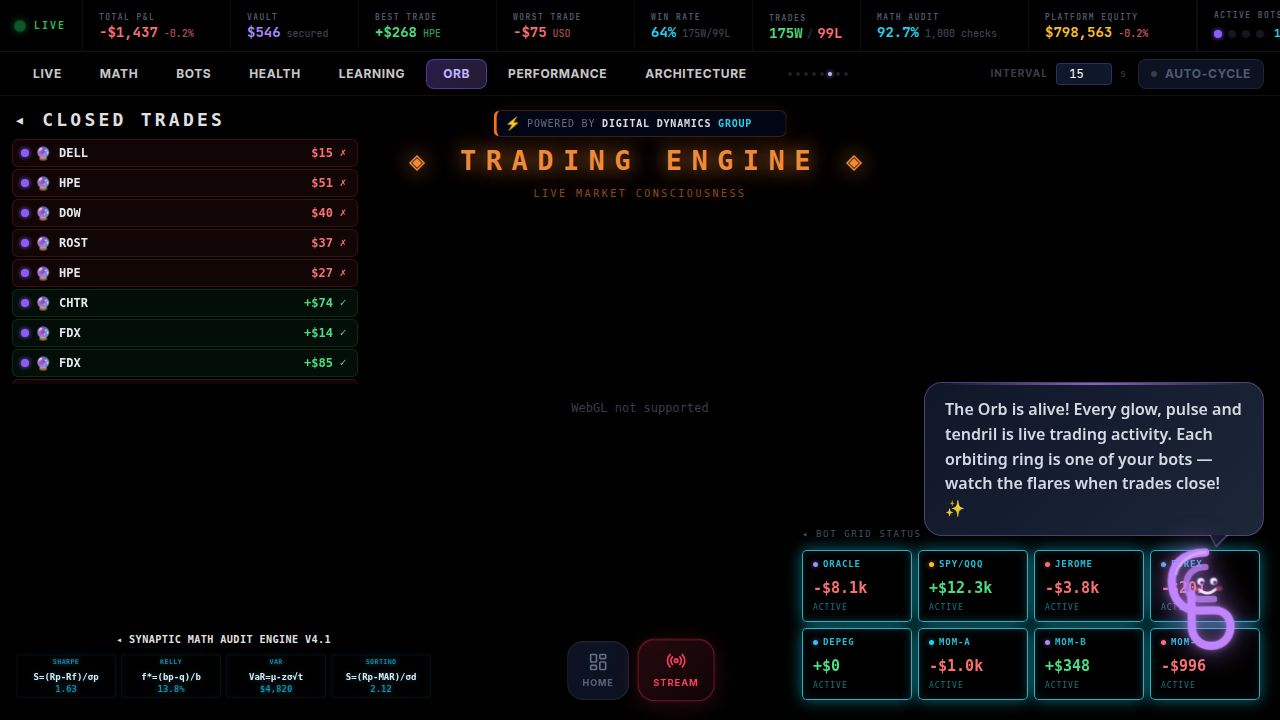 LIVE
TOTAL P&L
-$1,437 -0.2%
VAULT
$546 secured
BEST TRADE
+$268 HPE
WORST TRADE
-$75 USD
WIN RATE
64% 175W/99L
TRADES
175W / 99L
MATH AUDIT
92.7% 1,000 checks
PLATFORM EQUITY
$798,563 -0.2%
ACTIVE BOTS
LIVE MATH BOTS HEALTH LEARNING ORB PERFORMANCE ARCHITECTURE
INTERVAL 15 s
AUTO-CYCLE
◂ CLOSED TRADES
DELL $15 ✗
HPE $51 ✗
DOW $40 ✗
ROST $37 ✗
HPE $27 ✗
CHTR +$74 ✓
FDX +$14 ✓
FDX +$85 ✓
⚡ POWERED BY DIGITAL DYNAMICS GROUP
◈ TRADING ENGINE ◈
LIVE MARKET CONSCIOUSNESS
WebGL not supported
The Orb is alive! Every glow, pulse and
tendril is live trading activity. Each
orbiting ring is one of your bots —
watch the flares when trades close!
✨
◂ BOT GRID STATUS
ORACLE
-$8.1k
ACTIVE
SPY/QQQ
+$12.3k
ACTIVE
JEROME
-$3.8k
ACTIVE
DEPEG
+$0
ACTIVE
MOM-A
-$1.0k
ACTIVE
MOM-B
+$348
ACTIVE
-$996
ACTIVE
◂ SYNAPTIC MATH AUDIT ENGINE V4.1
SHARPE
S=(Rp-Rf)/σp
1.63
KELLY
f*=(bp-q)/b
13.8%
VAR
VaR=μ-zσ√t
$4,820
SORTINO
S=(Rp-MAR)/σd
2.12
HOME
STREAM